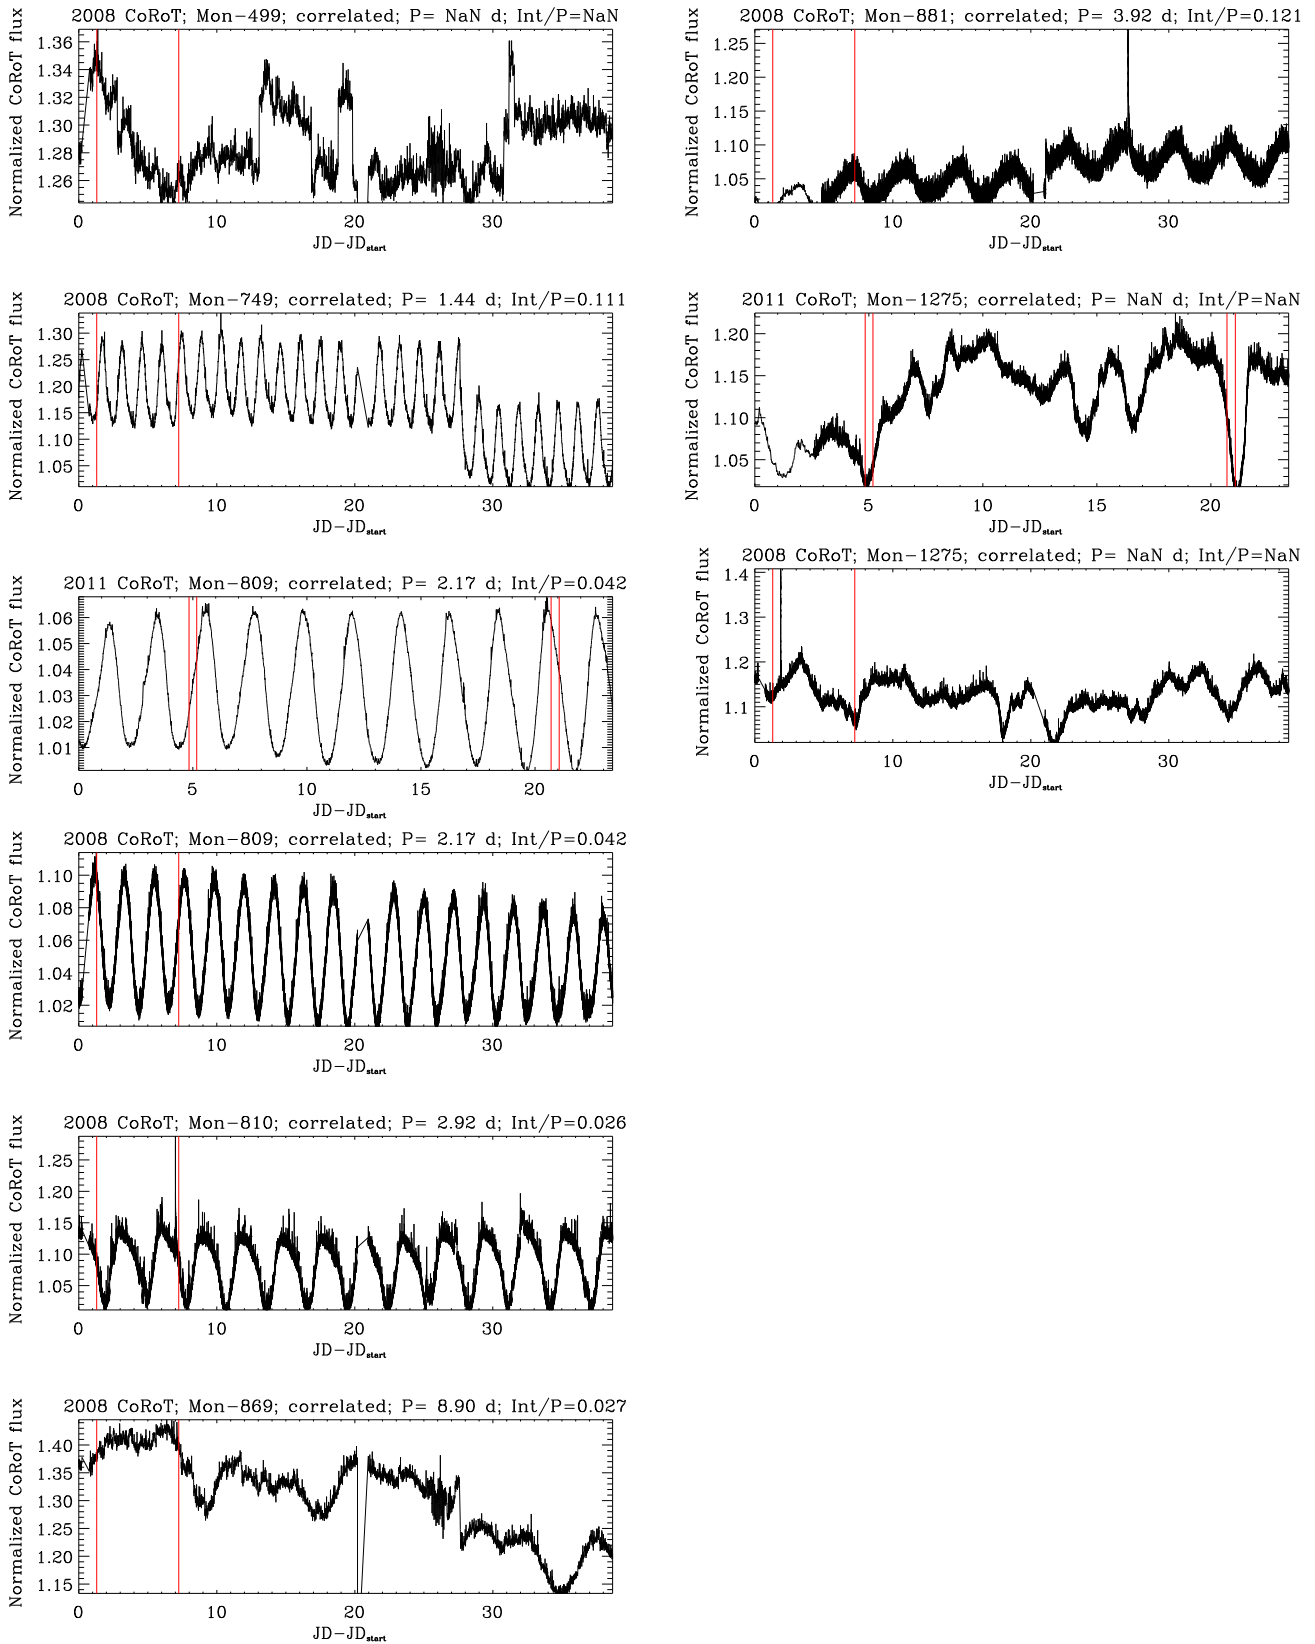 2008 CoRoT; Mon-499; correlated; P= NaN d; Int/P=NaN
Normalized CoRoT flux
1.36
1.34
1.32
1.30
1.28
1.26
0 10 20 30
JD-JDstart
2008 CoRoT; Mon-881; correlated; P= 3.92 d; Int/P=0.121
Normalized CoRoT flux
1.25
1.20
1.15
1.10
1.05
0 10 20 30
JD-JDstart
2008 CoRoT; Mon-749; correlated; P= 1.44 d; Int/P=0.111
Normalized CoRoT flux
1.30
1.25
1.20
1.15
1.10
1.05
0 10 20 30
JD-JDstart
2011 CoRoT; Mon-1275; correlated; P= NaN d; Int/P=NaN
Normalized CoRoT flux
1.20
1.15
1.10
1.05
0 5 10 15 20
JD-JDstart
2011 CoRoT; Mon-809; correlated; P= 2.17 d; Int/P=0.042
Normalized CoRoT flux
1.06
1.05
1.04
1.03
1.02
1.01
0 5 10 15 20
JD-JDstart
2008 CoRoT; Mon-1275; correlated; P= NaN d; Int/P=NaN
Normalized CoRoT flux
1.4
1.3
1.2
1.1
0 10 20 30
JD-JDstart
2008 CoRoT; Mon-809; correlated; P= 2.17 d; Int/P=0.042
Normalized CoRoT flux
1.10
1.08
1.06
1.04
1.02
0 10 20 30
JD-JDstart
2008 CoRoT; Mon-810; correlated; P= 2.92 d; Int/P=0.026
Normalized CoRoT flux
1.25
1.20
1.15
1.10
1.05
0 10 20 30
JD-JDstart
2008 CoRoT; Mon-869; correlated; P= 8.90 d; Int/P=0.027
Normalized CoRoT flux
1.40
1.35
1.30
1.25
1.20
1.15
0 10 20 30
JD-JDstart